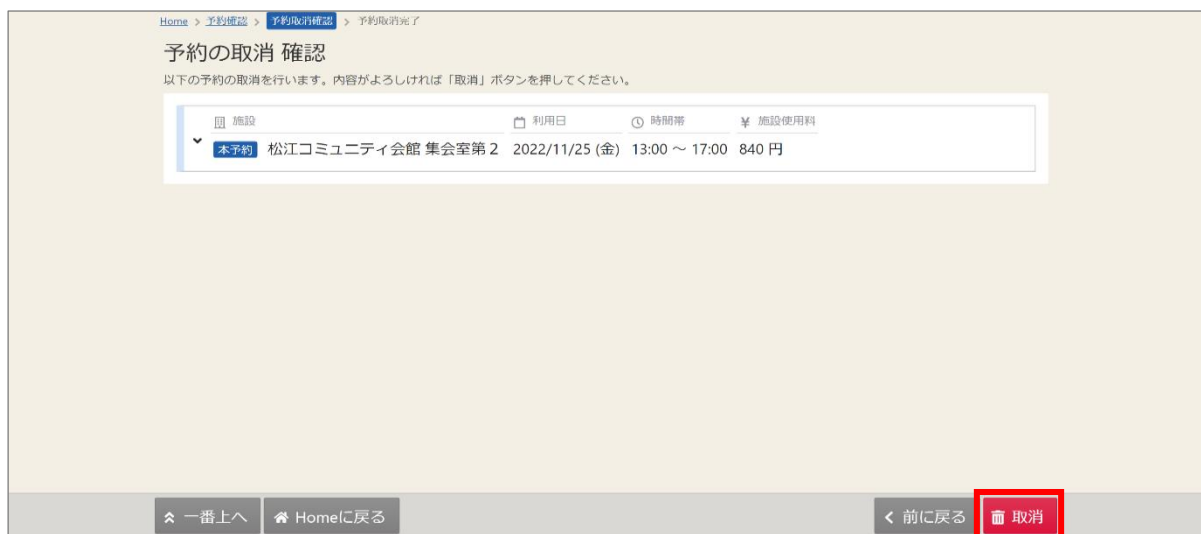 Home > 予約確認 > 予約取消確認 > 予約取消完了
予約の取消 確認
以下の予約の取消を行います。内容がよろしければ「取消」ボタンを押してください。
施設 利用日 時間帯 ¥ 施設使用料
本予約 松江コミュニティ会館 集会室第２ 2022/11/25 (金) 13:00 ～ 17:00 840 円
一番上へ Homeに戻る 前に戻る 取消